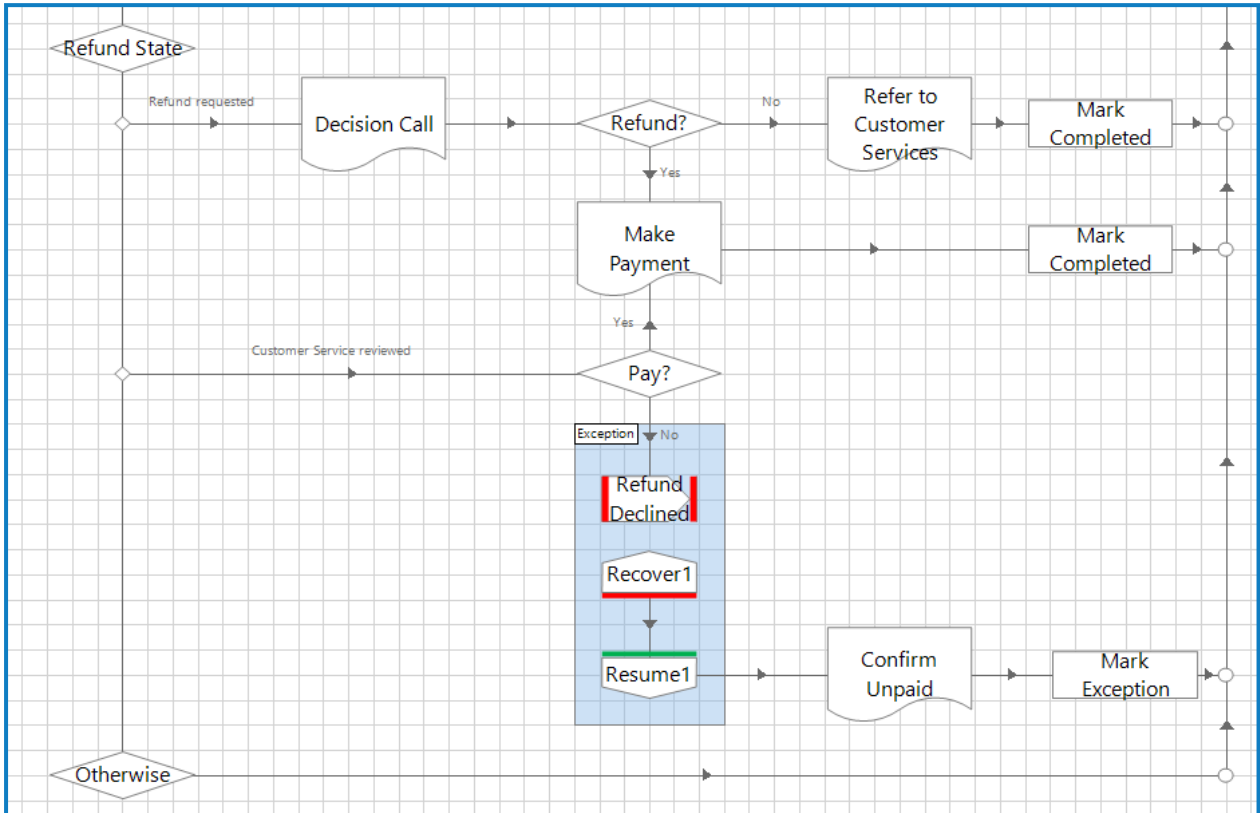 Refund State
Refund requested
Decision Call
Refund?
No
Refer to
Customer
Services
Mark
Completed
Yes
Make
Payment
Mark
Completed
Yes
Customer Service reviewed
Pay?
Exception
No
Refund
Declined
Recover1
Resume1
Confirm
Unpaid
Mark
Exception
Otherwise